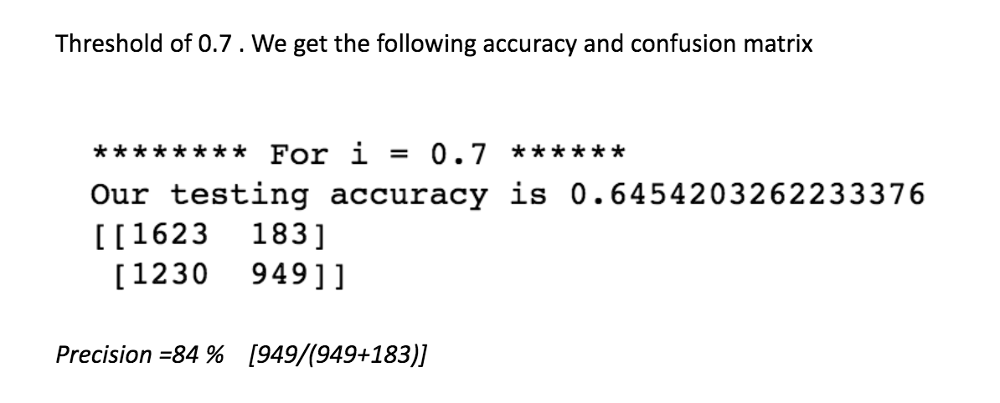 Threshold of 0.7 . We get the following accuracy and confusion matrix
******** For i = 0.7 ******
Our testing accuracy is 0.6454203262233376
[[1623  183]
 [1230  949]]
Precision =84 %   [949/(949+183)]